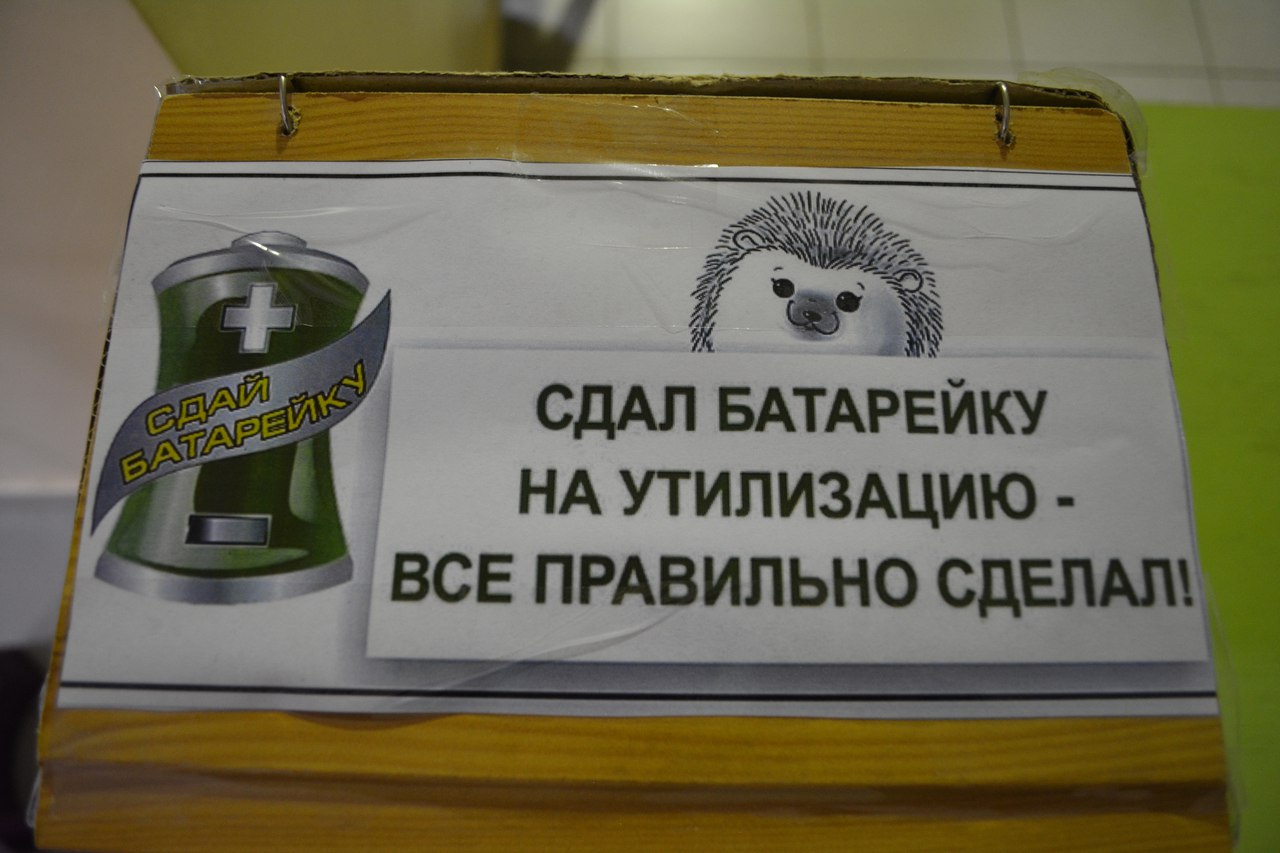 СДАЙ
БАТАРЕЙКУ
СДАЛ БАТАРЕЙКУ
НА УТИЛИЗАЦИЮ -
ВСЕ ПРАВИЛЬНО СДЕЛАЛ!